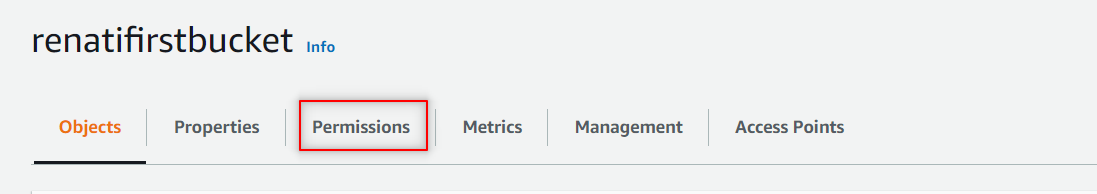 renatifirstbucket Info
Objects Properties Permissions Metrics Management Access Points